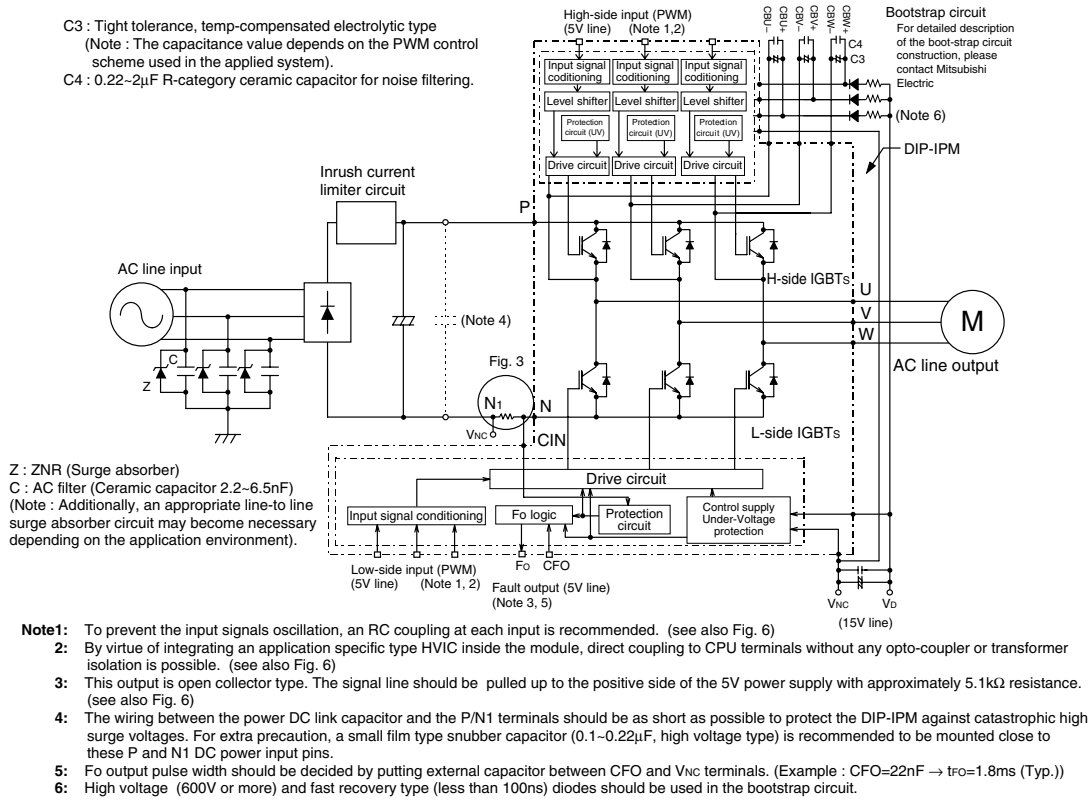 C3 : Tight tolerance, temp-compensated electrolytic type
(Note : The capacitance value depends on the PWM control
scheme used in the applied system).
C4 : 0.22~2μF R-category ceramic capacitor for noise filtering.
High-side input (PWM)
(5V line) (Note 1,2)
CBU–
CBU+
CBV–
CBV+
CBW–
CBW+
C4
C3
Bootstrap circuit
For detailed description
of the boot-strap circuit
construction, please
contact Mitsubishi
Electric
(Note 6)
DIP-IPM
Input signal coditioning
Input signal conditioning
Input signal conditioning
Level shifter
Level shifter
Level shifter
Protection circuit (UV)
Protection circuit (UV)
Protection circuit (UV)
Drive circuit
Drive circuit
Drive circuit
Inrush current
limiter circuit
P
AC line input
H-side IGBTS
U
V
W
M
AC line output
(Note 4)
Fig. 3
C
Z
N1
N
VNC
CIN
L-side IGBTS
Z : ZNR (Surge absorber)
C : AC filter (Ceramic capacitor 2.2~6.5nF)
(Note : Additionally, an appropriate line-to line
surge absorber circuit may become necessary
depending on the application environment).
Drive circuit
Input signal conditioning
Fo logic
Protection
circuit
Control supply
Under-Voltage
protection
Low-side input (PWM)
(5V line) (Note 1, 2)
FO
CFO
Fault output (5V line)
(Note 3, 5)
VNC
VD
(15V line)
Note1: To prevent the input signals oscillation, an RC coupling at each input is recommended. (see also Fig. 6)
2: By virtue of integrating an application specific type HVIC inside the module, direct coupling to CPU terminals without any opto-coupler or transformer
isolation is possible. (see also Fig. 6)
3: This output is open collector type. The signal line should be pulled up to the positive side of the 5V power supply with approximately 5.1kΩ resistance.
(see also Fig. 6)
4: The wiring between the power DC link capacitor and the P/N1 terminals should be as short as possible to protect the DIP-IPM against catastrophic high
surge voltages. For extra precaution, a small film type snubber capacitor (0.1~0.22μF, high voltage type) is recommended to be mounted close to
these P and N1 DC power input pins.
5: Fo output pulse width should be decided by putting external capacitor between CFO and VNC terminals. (Example : CFO=22nF → tFO=1.8ms (Typ.))
6: High voltage (600V or more) and fast recovery type (less than 100ns) diodes should be used in the bootstrap circuit.